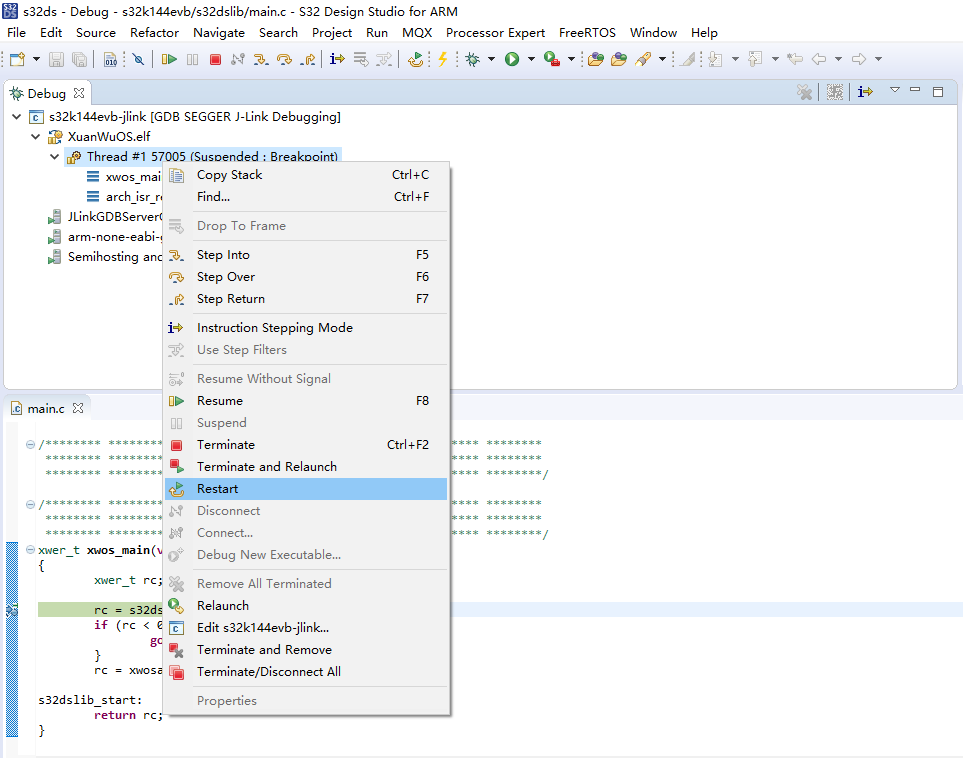 s32ds - Debug - s32k144evb/s32dslib/main.c - S32 Design Studio for ARM
File Edit Source Refactor Navigate Search Project Run MQX Processor Expert FreeRTOS Window Help
Debug
s32k144evb-jlink [GDB SEGGER J-Link Debugging]
XuanWuOS.elf
Thread #1 57005 (Suspended : Breakpoint)
xwos_mai
arch_isr_re
JLinkGDBServerC
arm-none-eabi-g
Semihosting and
Copy Stack Ctrl+C
Find... Ctrl+F
Drop To Frame
Step Into F5
Step Over F6
Step Return F7
Instruction Stepping Mode
Use Step Filters
Resume Without Signal
Resume F8
Suspend
Terminate Ctrl+F2
Terminate and Relaunch
Restart
Disconnect
Connect...
Debug New Executable...
Remove All Terminated
Relaunch
Edit s32k144evb-jlink...
Terminate and Remove
Terminate/Disconnect All
Properties
main.c
/******** ******** **** ********
******** ******** **** ********
******** ******** **** ********/
/******** ******** **** ********
******** ******** **** ********
******** ******** **** ********/
xwer_t xwos_main(v
{
xwer_t rc;
rc = s32ds
if (rc < 0
go
}
rc = xwosa
s32dslib_start:
return rc;
}